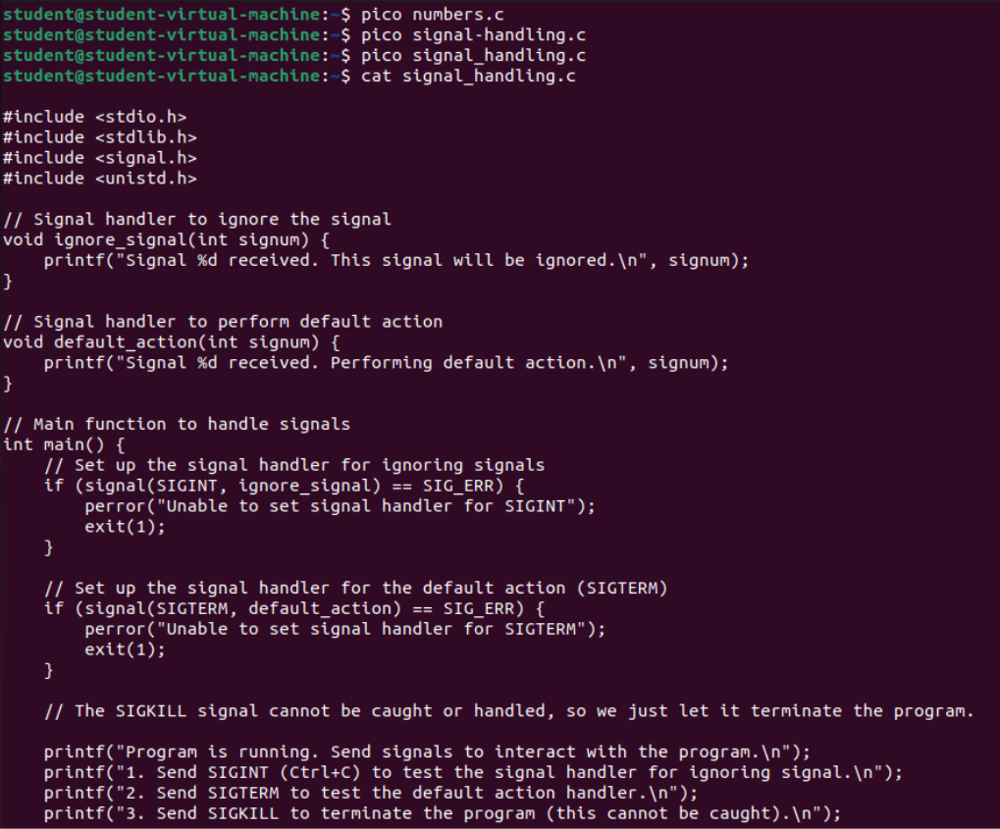 student@student-virtual-machine:~$ pico numbers.c
student@student-virtual-machine:~$ pico signal-handling.c
student@student-virtual-machine:~$ pico signal_handling.c
student@student-virtual-machine:~$ cat signal_handling.c

#include <stdio.h>
#include <stdlib.h>
#include <signal.h>
#include <unistd.h>

// Signal handler to ignore the signal
void ignore_signal(int signum) {
    printf("Signal %d received. This signal will be ignored.\n", signum);
}

// Signal handler to perform default action
void default_action(int signum) {
    printf("Signal %d received. Performing default action.\n", signum);
}

// Main function to handle signals
int main() {
    // Set up the signal handler for ignoring signals
    if (signal(SIGINT, ignore_signal) == SIG_ERR) {
        perror("Unable to set signal handler for SIGINT");
        exit(1);
    }

    // Set up the signal handler for the default action (SIGTERM)
    if (signal(SIGTERM, default_action) == SIG_ERR) {
        perror("Unable to set signal handler for SIGTERM");
        exit(1);
    }

    // The SIGKILL signal cannot be caught or handled, so we just let it terminate the program.

    printf("Program is running. Send signals to interact with the program.\n");
    printf("1. Send SIGINT (Ctrl+C) to test the signal handler for ignoring signal.\n");
    printf("2. Send SIGTERM to test the default action handler.\n");
    printf("3. Send SIGKILL to terminate the program (this cannot be caught).\n");